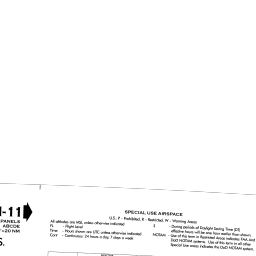 I-11
PANELS
ABCDE
1"=20 NM
S.
SPECIAL USE AIRSPACE
U.S. P - Prohibited, R - Restricted, W - Warning Areas
All altitudes are MSL unless otherwise indicated
FL - Flight level
Time - Hours shown are UTC unless otherwise indicated
Cont - Continuous, 24 hours a day, 7 days a week
‡ - During periods of Daylight Saving Time (DT)
effective hours will be one hour earlier than shown
NOTAM - Use of this term in Restricted Areas indicates FAA and
DoD NOTAM systems. Use of this term in all other
Special Use areas indicates the DoD NOTAM system.